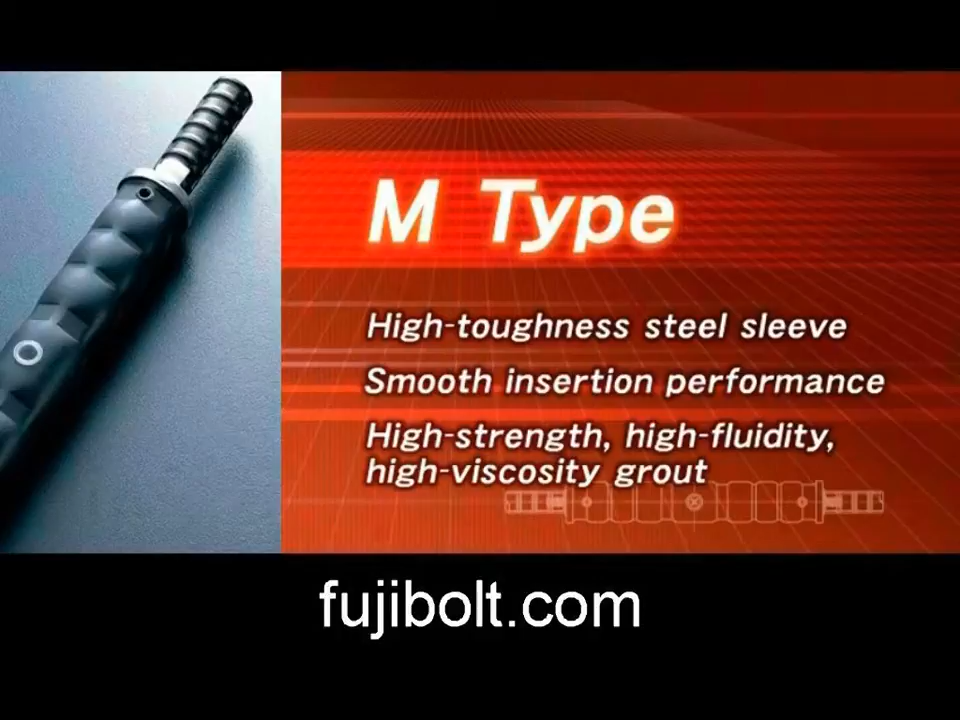 M Type
High-toughness steel sleeve
Smooth insertion performance
High-strength, high-fluidity,
high-viscosity grout
fujibolt.com